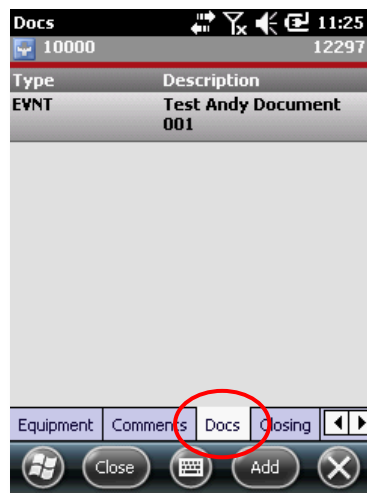 Docs 11:25
10000 12297
Type Description
EVNT Test Andy Document
001
Equipment Comments Docs Closing
Close Add